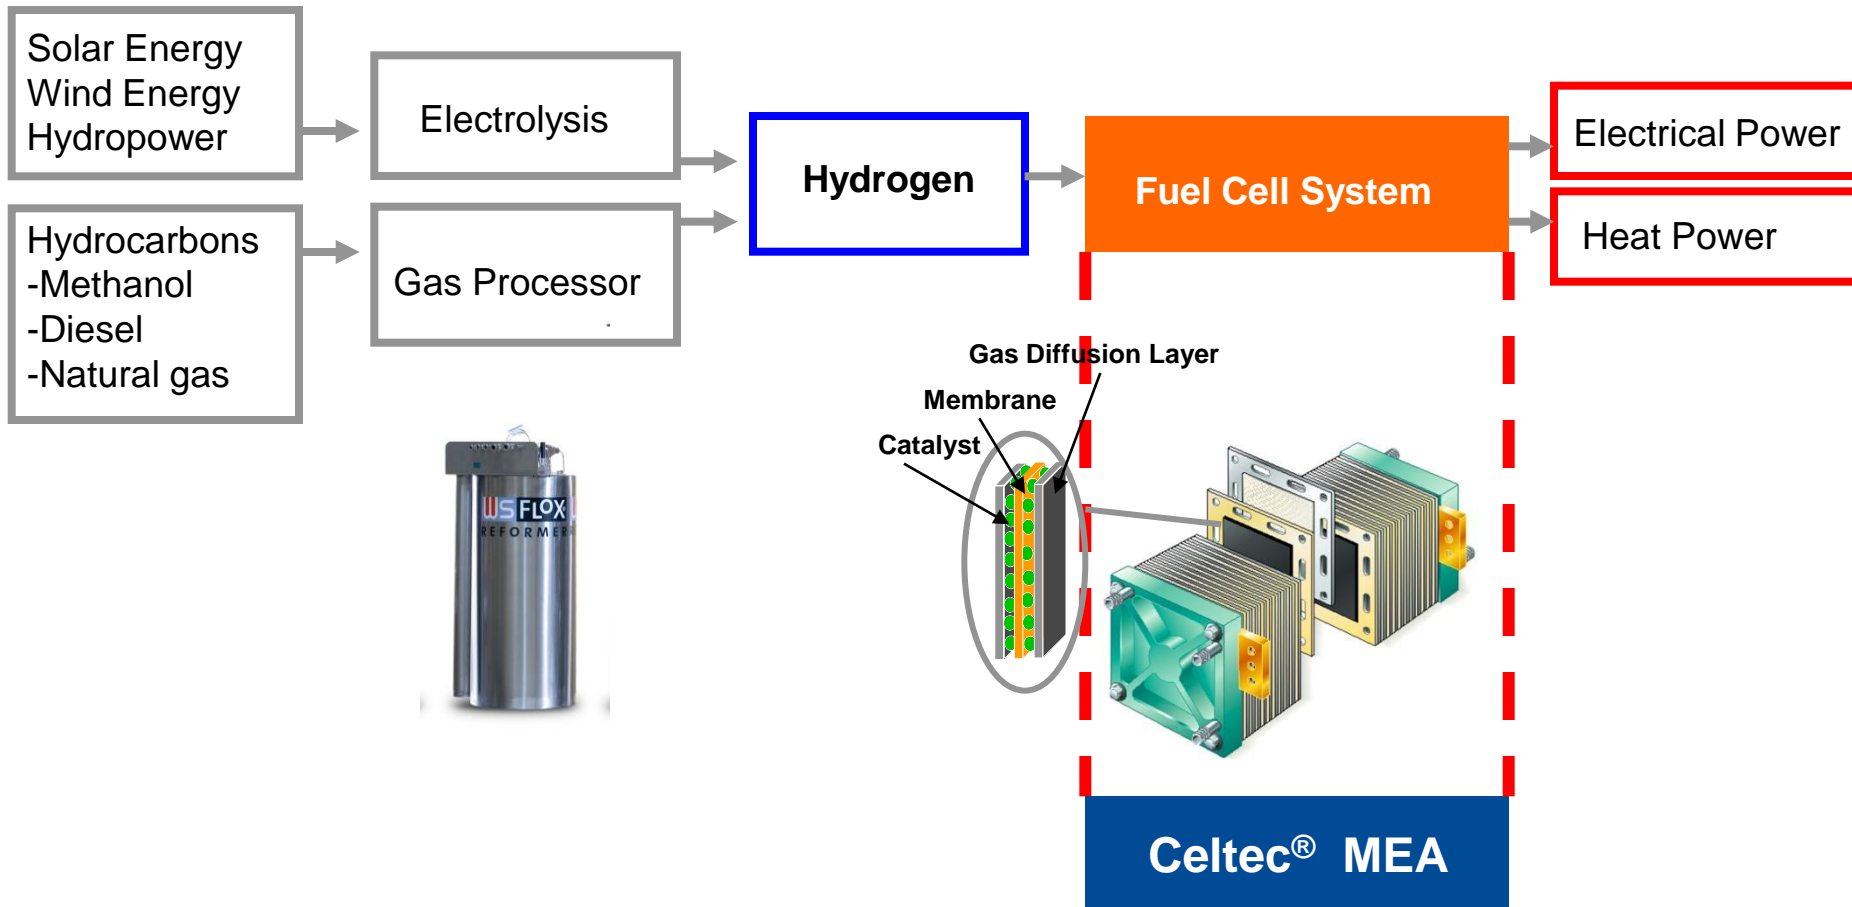 Solar Energy
Wind Energy
Hydropower
Electrolysis
Hydrogen
Fuel Cell System
Electrical Power
Heat Power
Hydrocarbons
-Methanol
-Diesel
-Natural gas
Gas Processor
Gas Diffusion Layer
Membrane
Catalyst
WS FLOX
REFORMER
Celtec® MEA